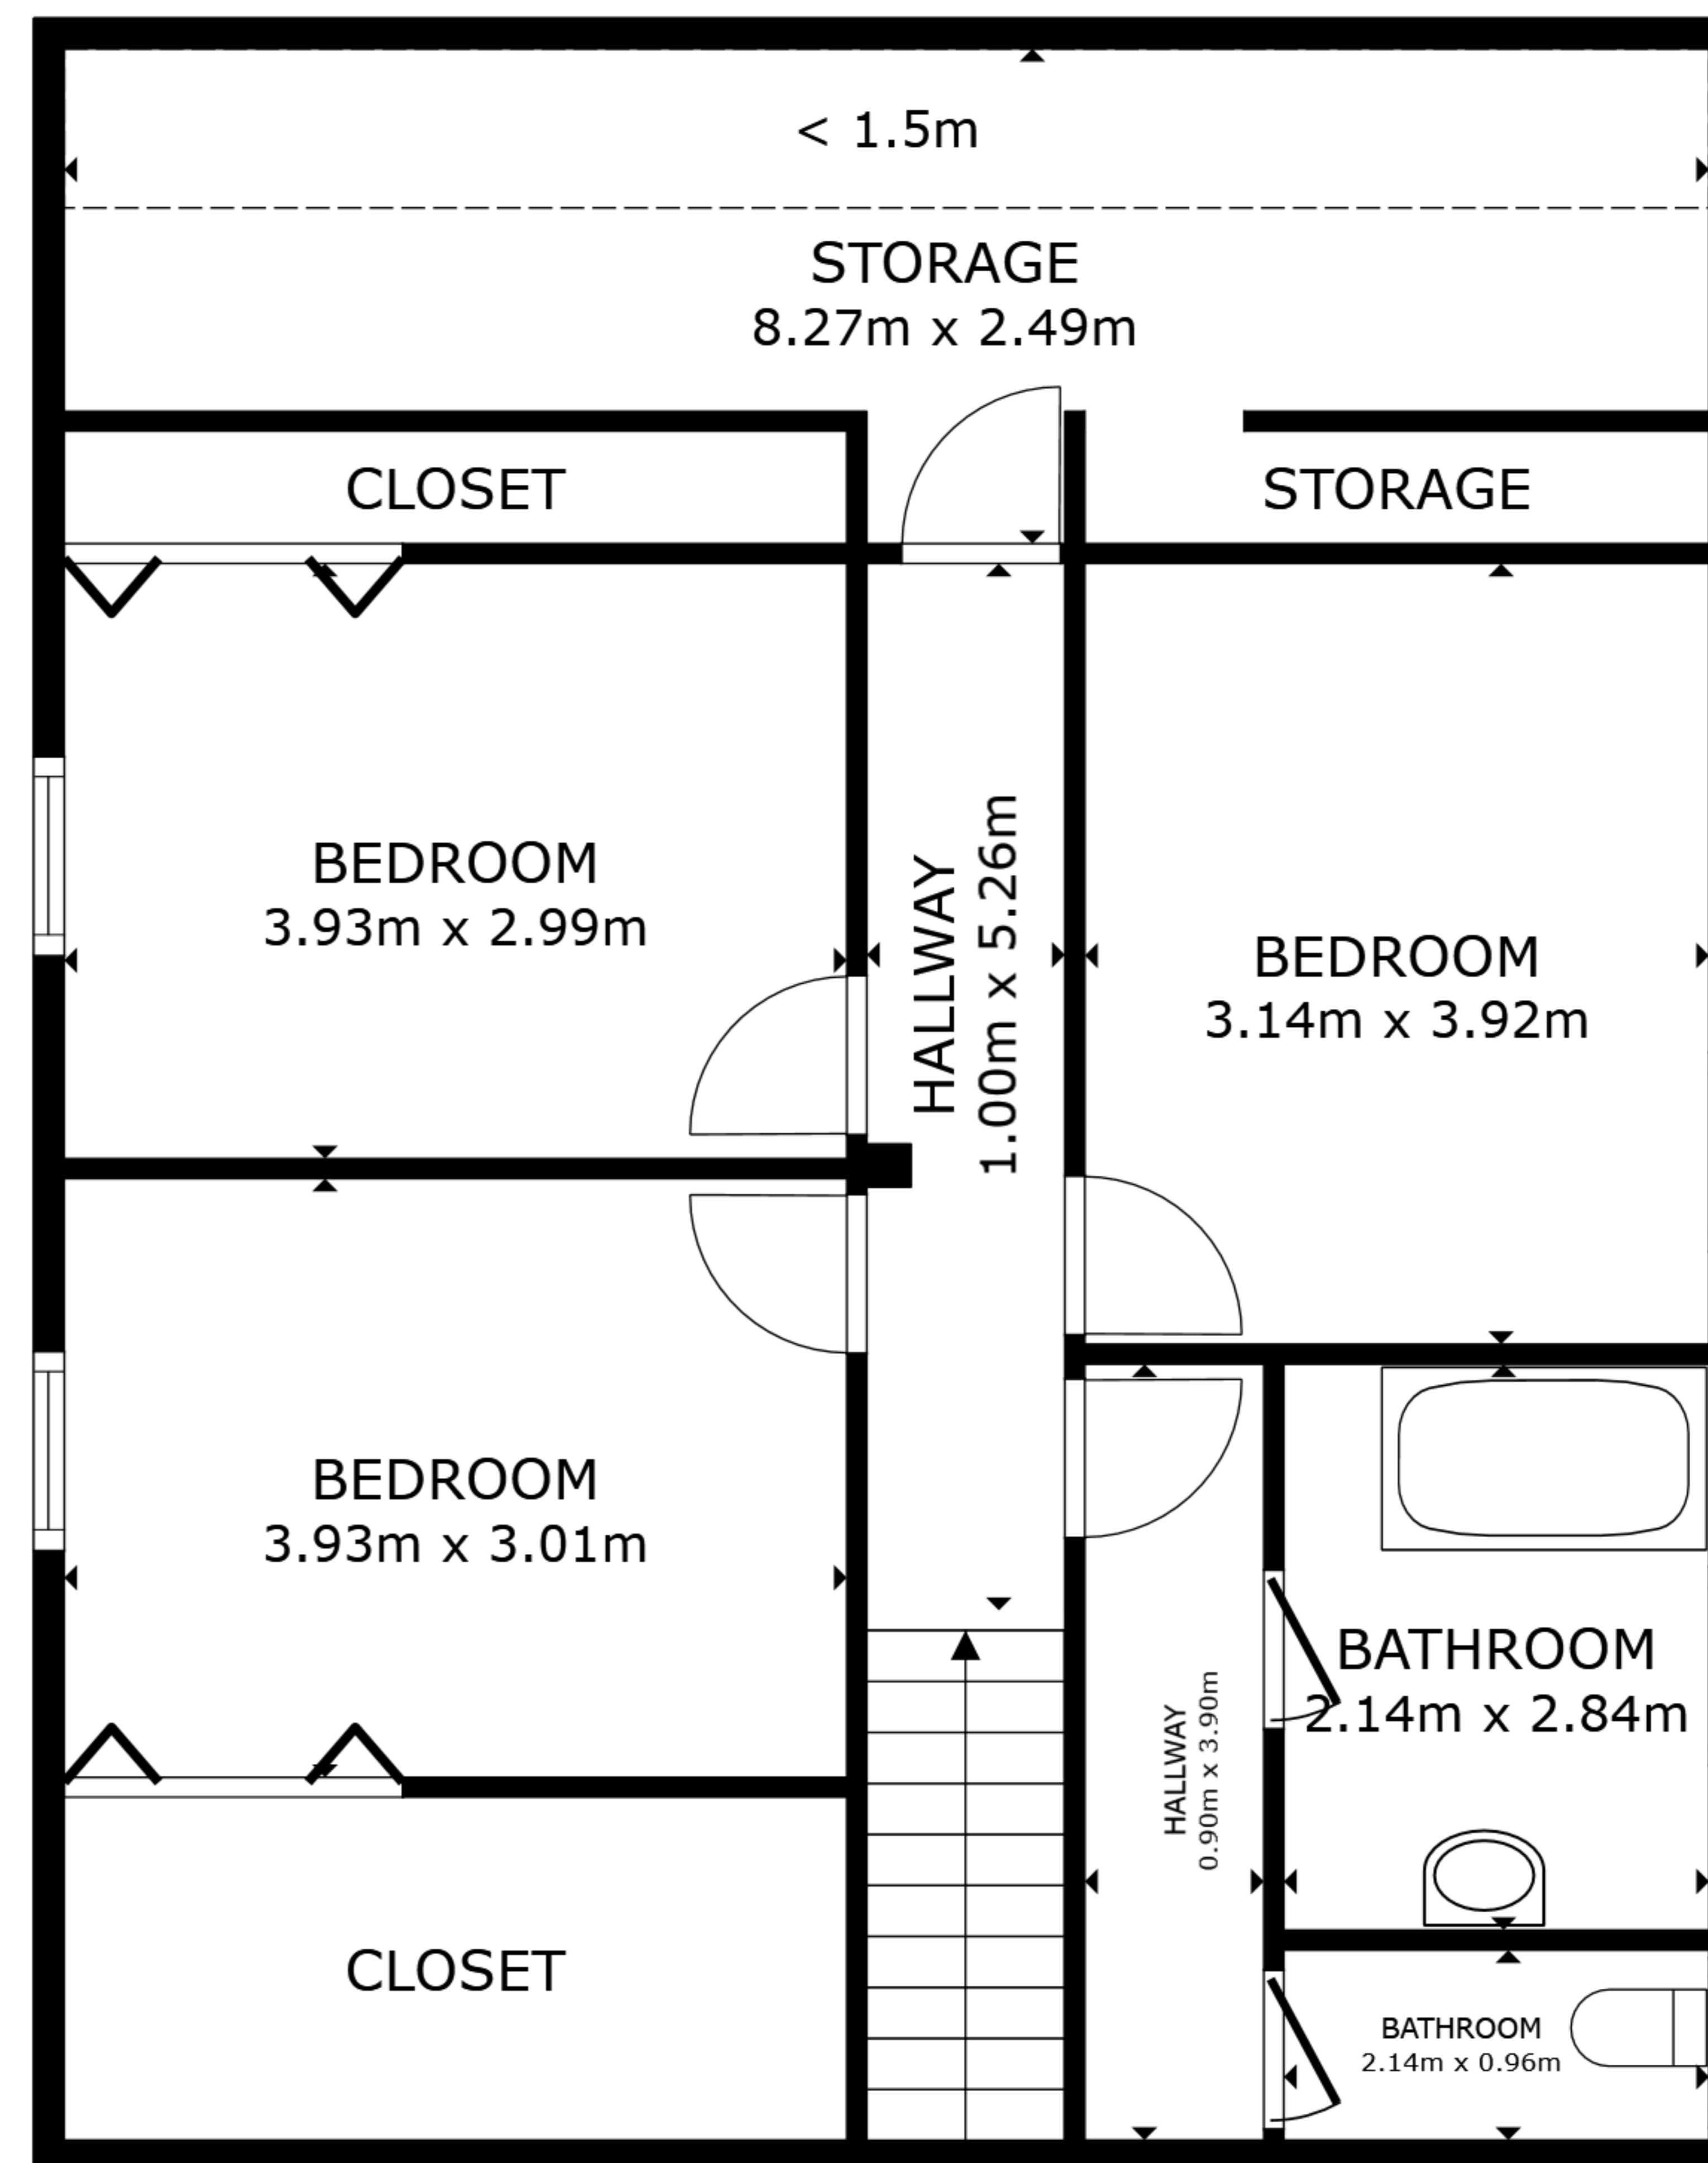 < 1.5m
STORAGE
8.27m x 2.49m
CLOSET
STORAGE
BEDROOM
3.93m x 2.99m
HALLWAY
1.00m x 5.26m
BEDROOM
3.14m x 3.92m
BEDROOM
3.93m x 3.01m
HALLWAY
0.90m x 3.90m
BATHROOM
2.14m x 2.84m
CLOSET
BATHROOM
2.14m x 0.96m